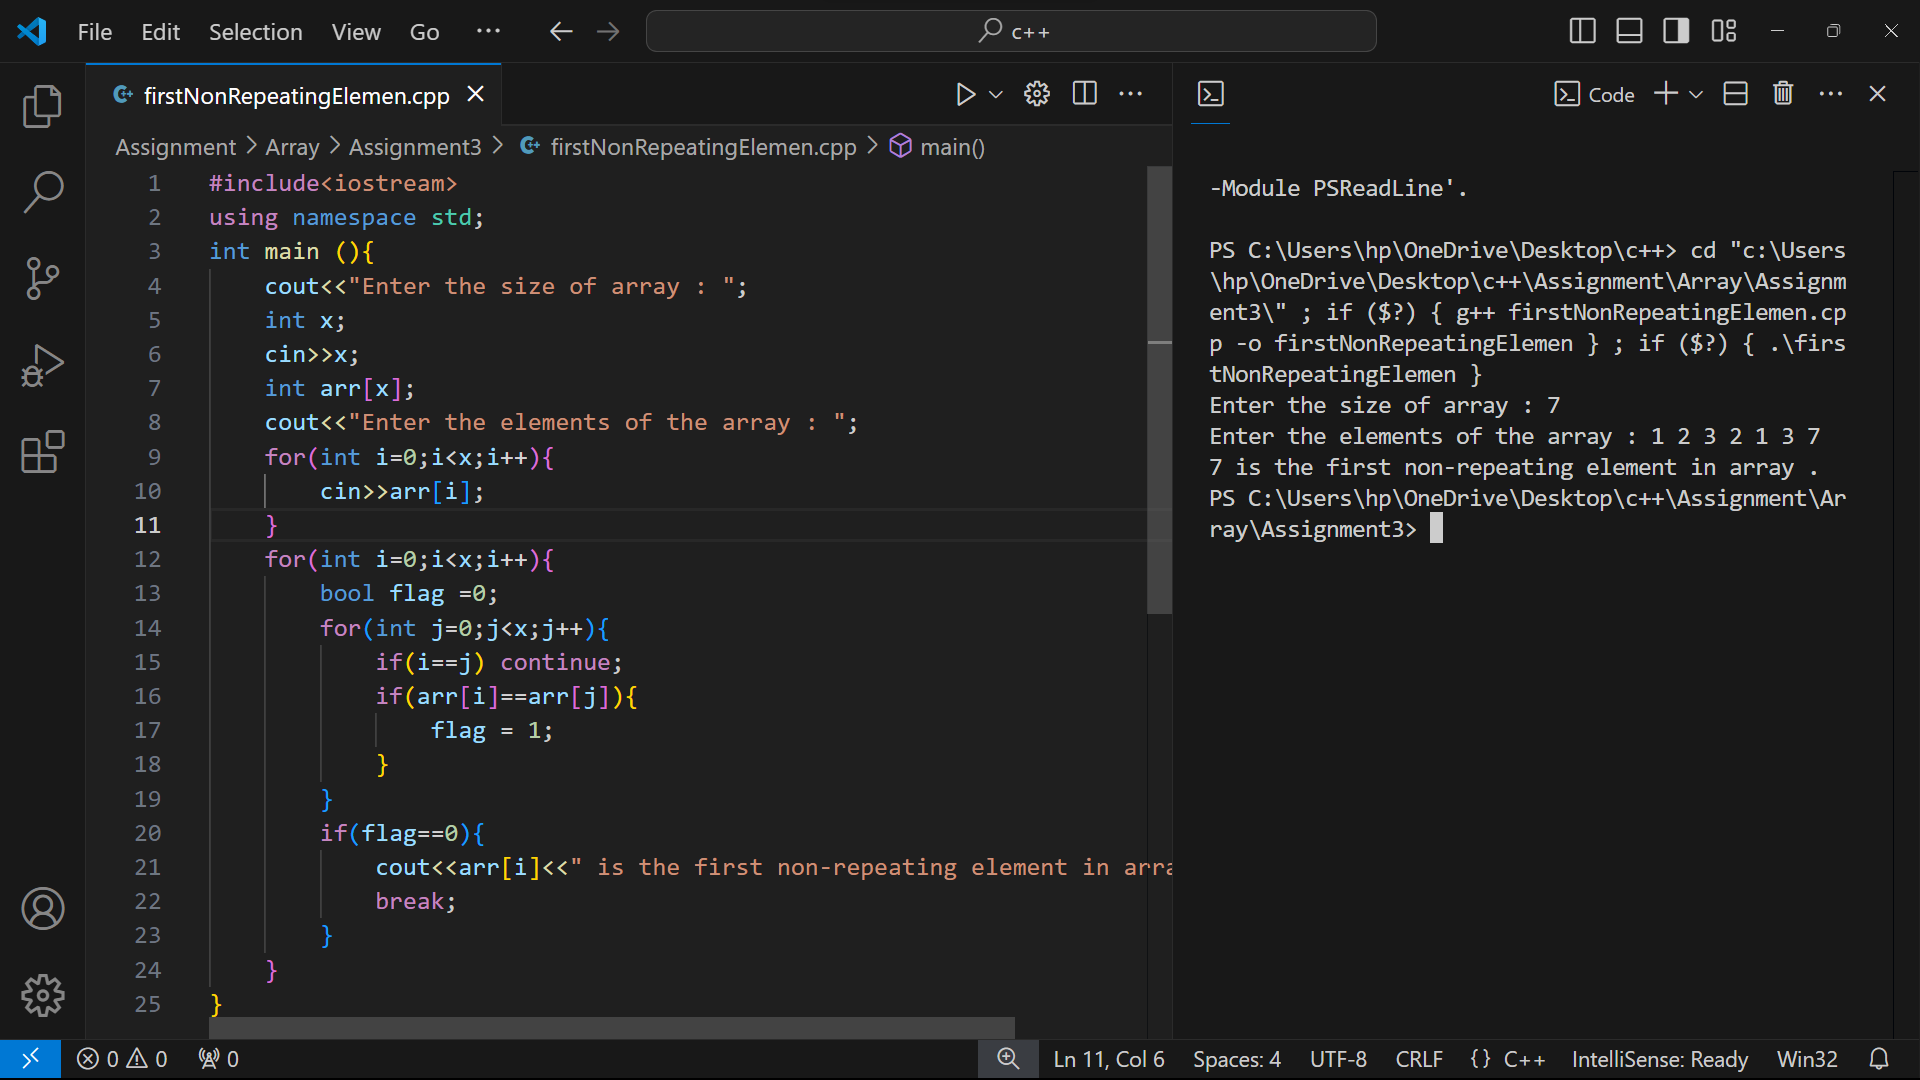 File Edit Selection View Go ··· c++
firstNonRepeatingElemen.cpp
Code
Assignment > Array > Assignment3 > firstNonRepeatingElemen.cpp > main()
1 #include<iostream>
2 using namespace std;
3 int main (){
4 cout<<"Enter the size of array : ";
5 int x;
6 cin>>x;
7 int arr[x];
8 cout<<"Enter the elements of the array : ";
9 for(int i=0;i<x;i++){
10 cin>>arr[i];
11 }
12 for(int i=0;i<x;i++){
13 bool flag =0;
14 for(int j=0;j<x;j++){
15 if(i==j) continue;
16 if(arr[i]==arr[j]){
17 flag = 1;
18 }
19 }
20 if(flag==0){
21 cout<<arr[i]<<" is the first non-repeating element in arra
22 break;
23 }
24 }
25 }
-Module PSReadLine'.
PS C:\Users\hp\OneDrive\Desktop\c++> cd "c:\Users
\hp\OneDrive\Desktop\c++\Assignment\Array\Assignm
ent3\" ; if ($?) { g++ firstNonRepeatingElemen.cp
p -o firstNonRepeatingElemen } ; if ($?) { .\firs
tNonRepeatingElemen }
Enter the size of array : 7
Enter the elements of the array : 1 2 3 2 1 3 7
7 is the first non-repeating element in array .
PS C:\Users\hp\OneDrive\Desktop\c++\Assignment\Ar
ray\Assignment3>
0 0 0 Ln 11, Col 6 Spaces: 4 UTF-8 CRLF {} C++ IntelliSense: Ready Win32